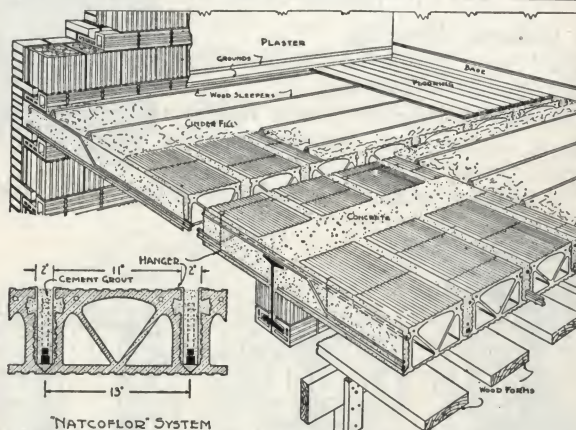 PLASTER
GROUNDS
BASE
FLOORING
WOOD SLEEPERS
CINDER FILL
CONCRETE
HANGER
2" 11" 2"
CEMENT GROUT
13"
WOOD FORMS
"NATCOFLOR" SYSTEM